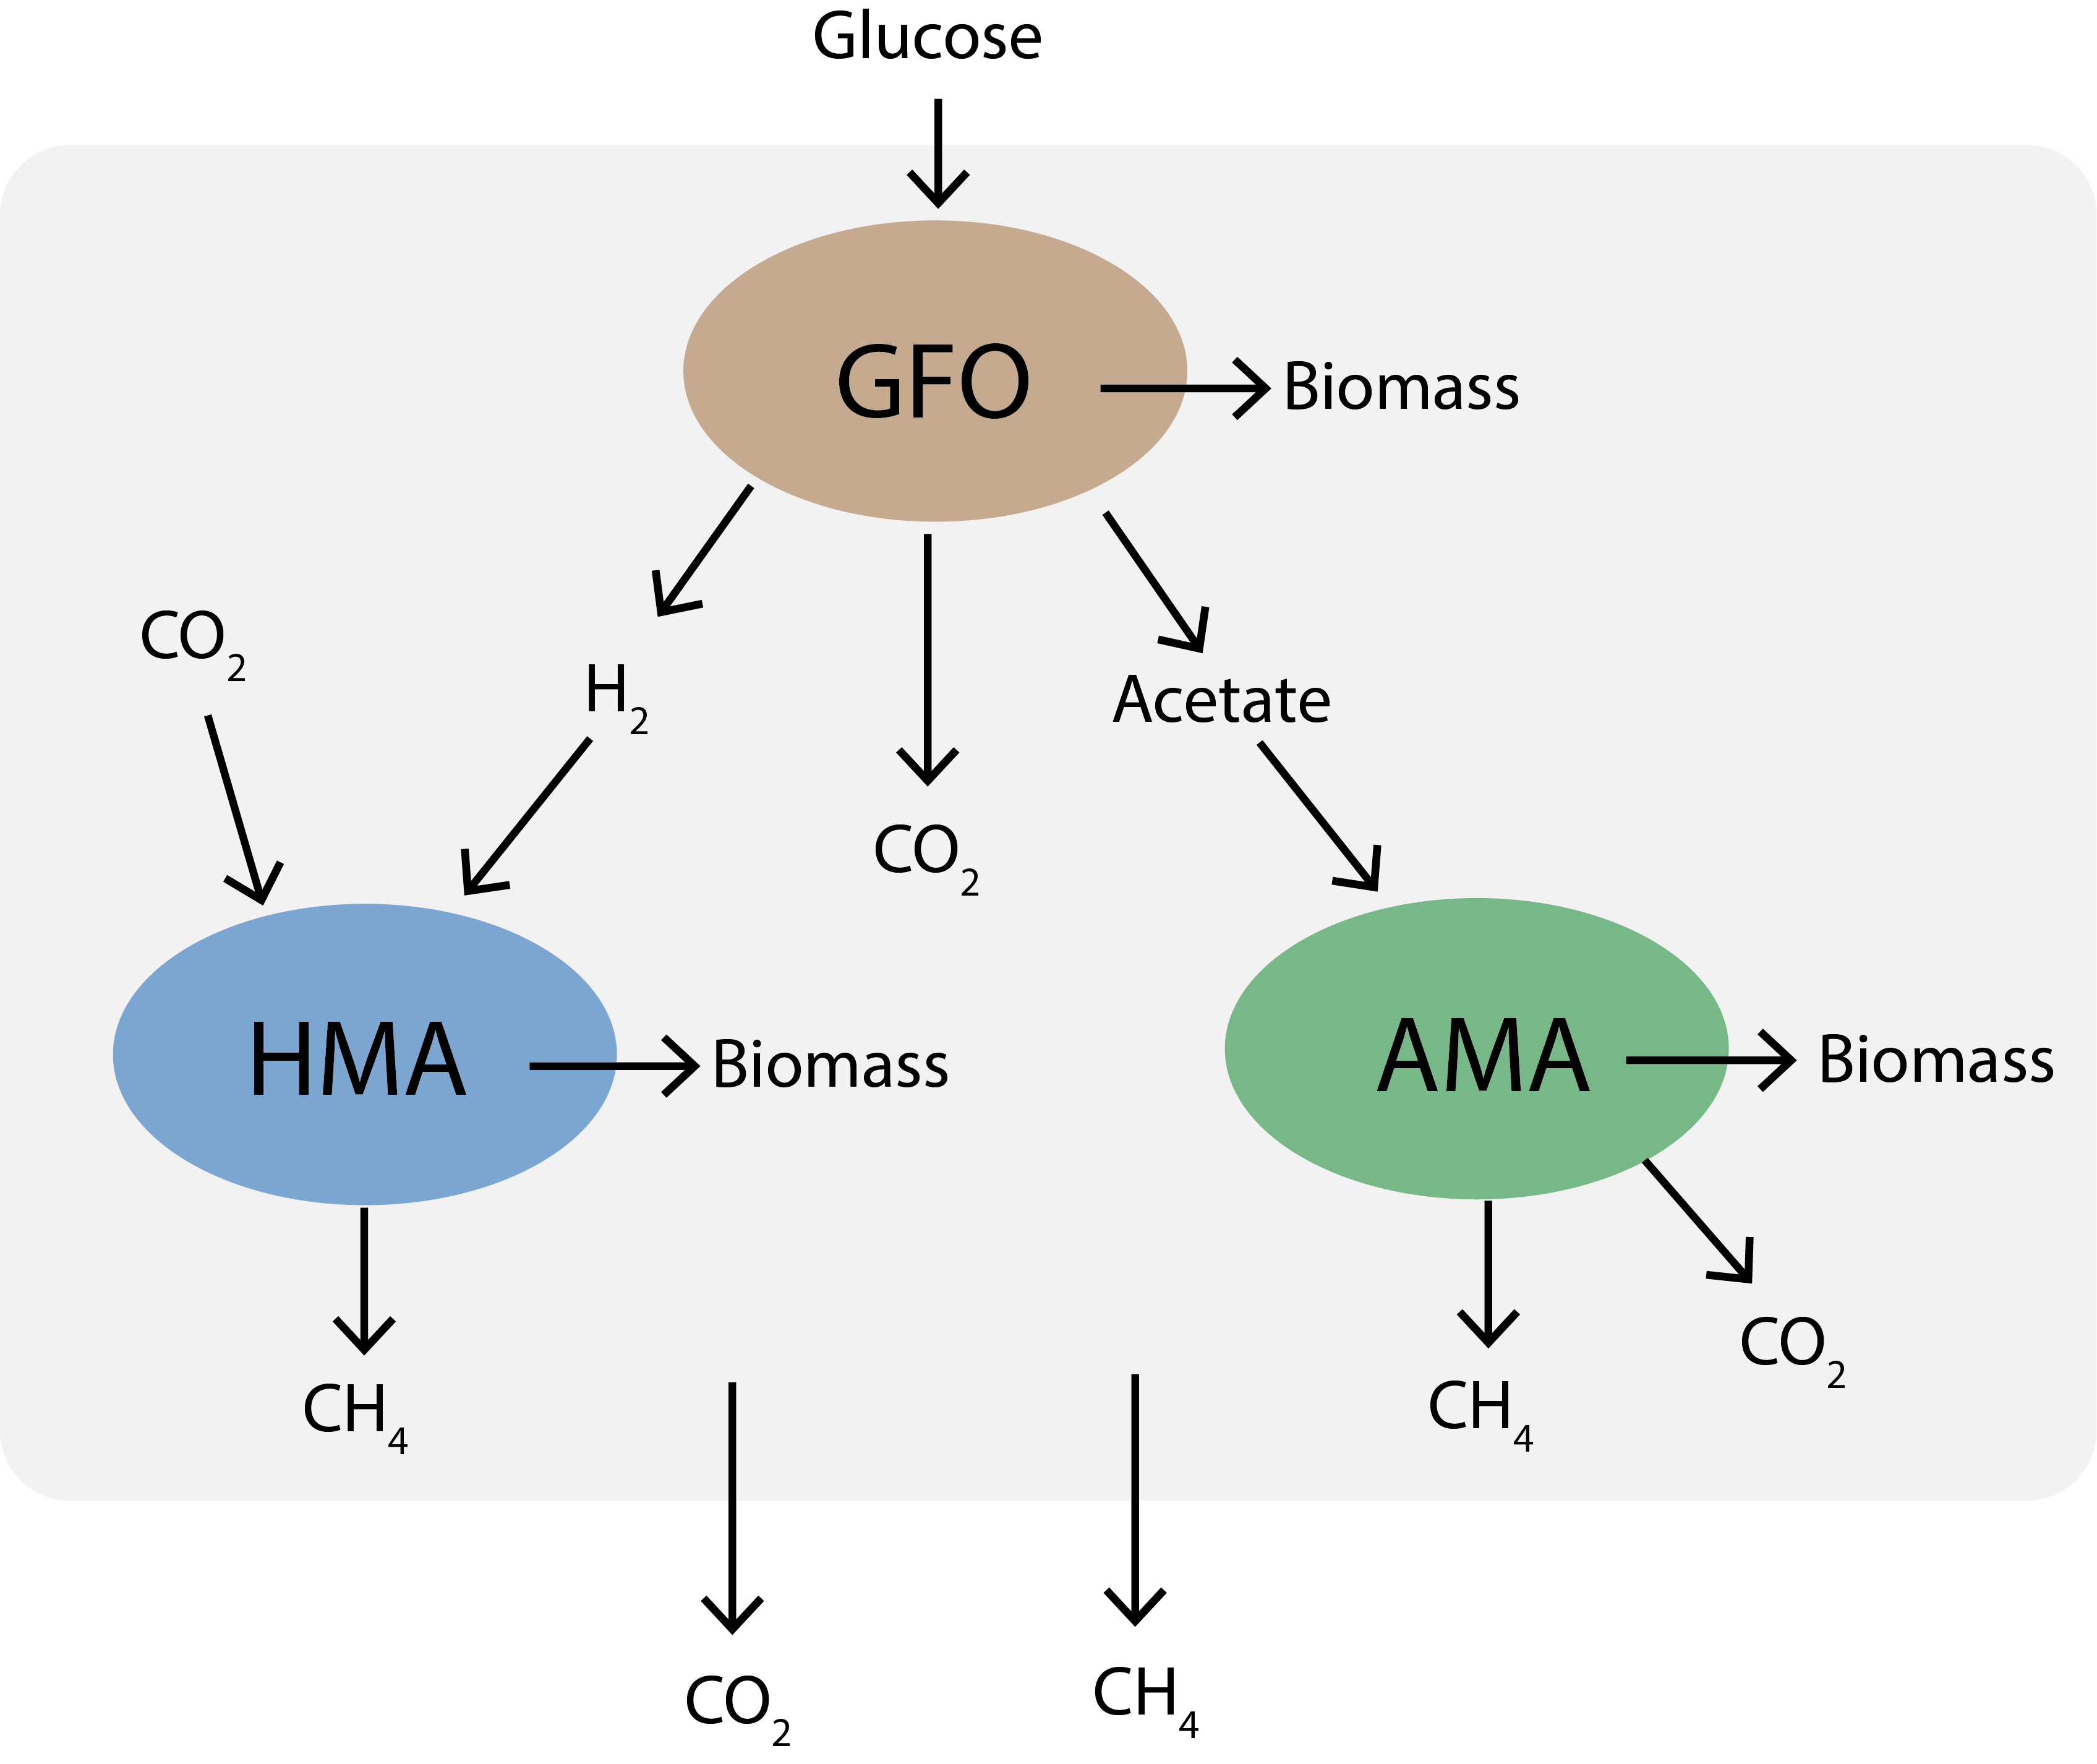 Glucose
GFO
Biomass
CO₂
H₂
Acetate
CO₂
HMA
Biomass
AMA
Biomass
CO₂
CH₄
CH₄
CO₂
CH₄